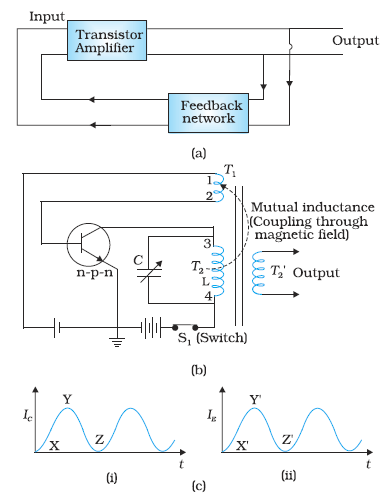 Input
Transistor
Amplifier
Output
Feedback
network
(a)
T₁
1
2
Mutual inductance
(Coupling through
magnetic field)
n-p-n
C
3
T₂
L
4
T₂' Output
S₁ (Switch)
(b)
I꜀
Y
X
Z
t
(i)
Iₑ
Y'
X'
Z'
t
(ii)
(c)